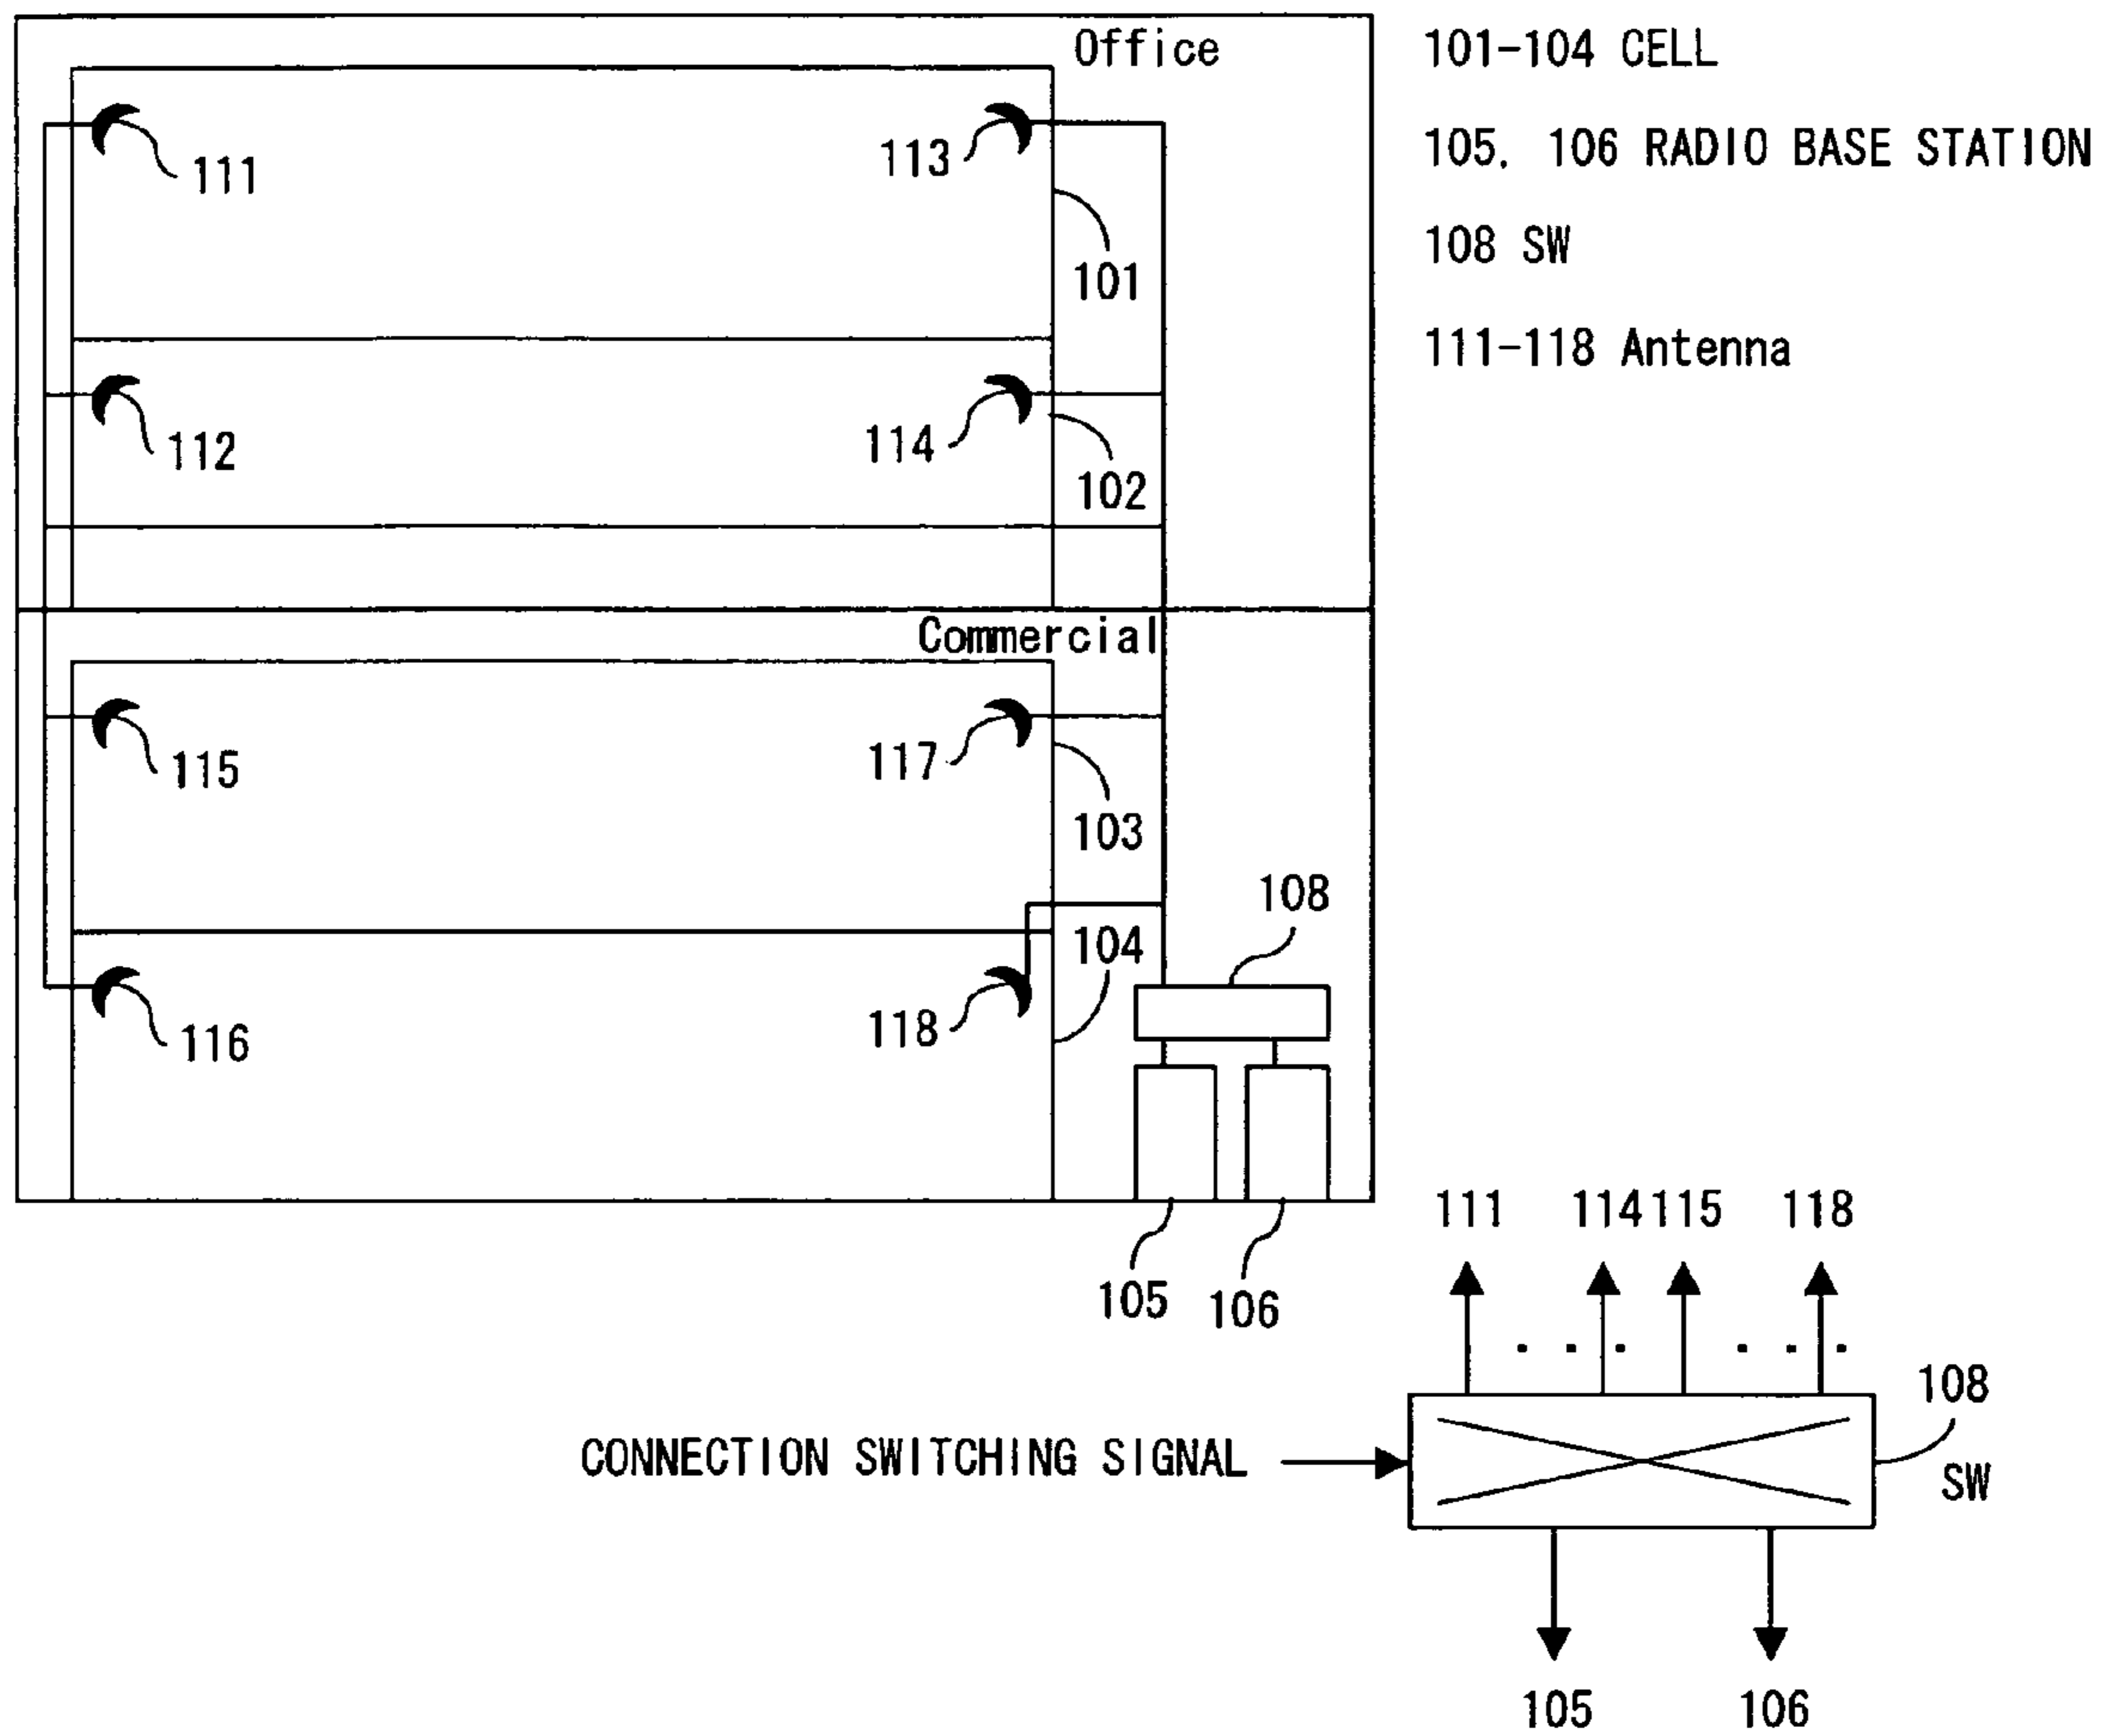 Office
101-104 CELL
105, 106 RADIO BASE STATION
108 SW
111-118 Antenna
111
113
101
112
114
102
Commercial
115
117
103
108
104
116
118
105
106
111
114
115
118
108
SW
CONNECTION SWITCHING SIGNAL
105
106